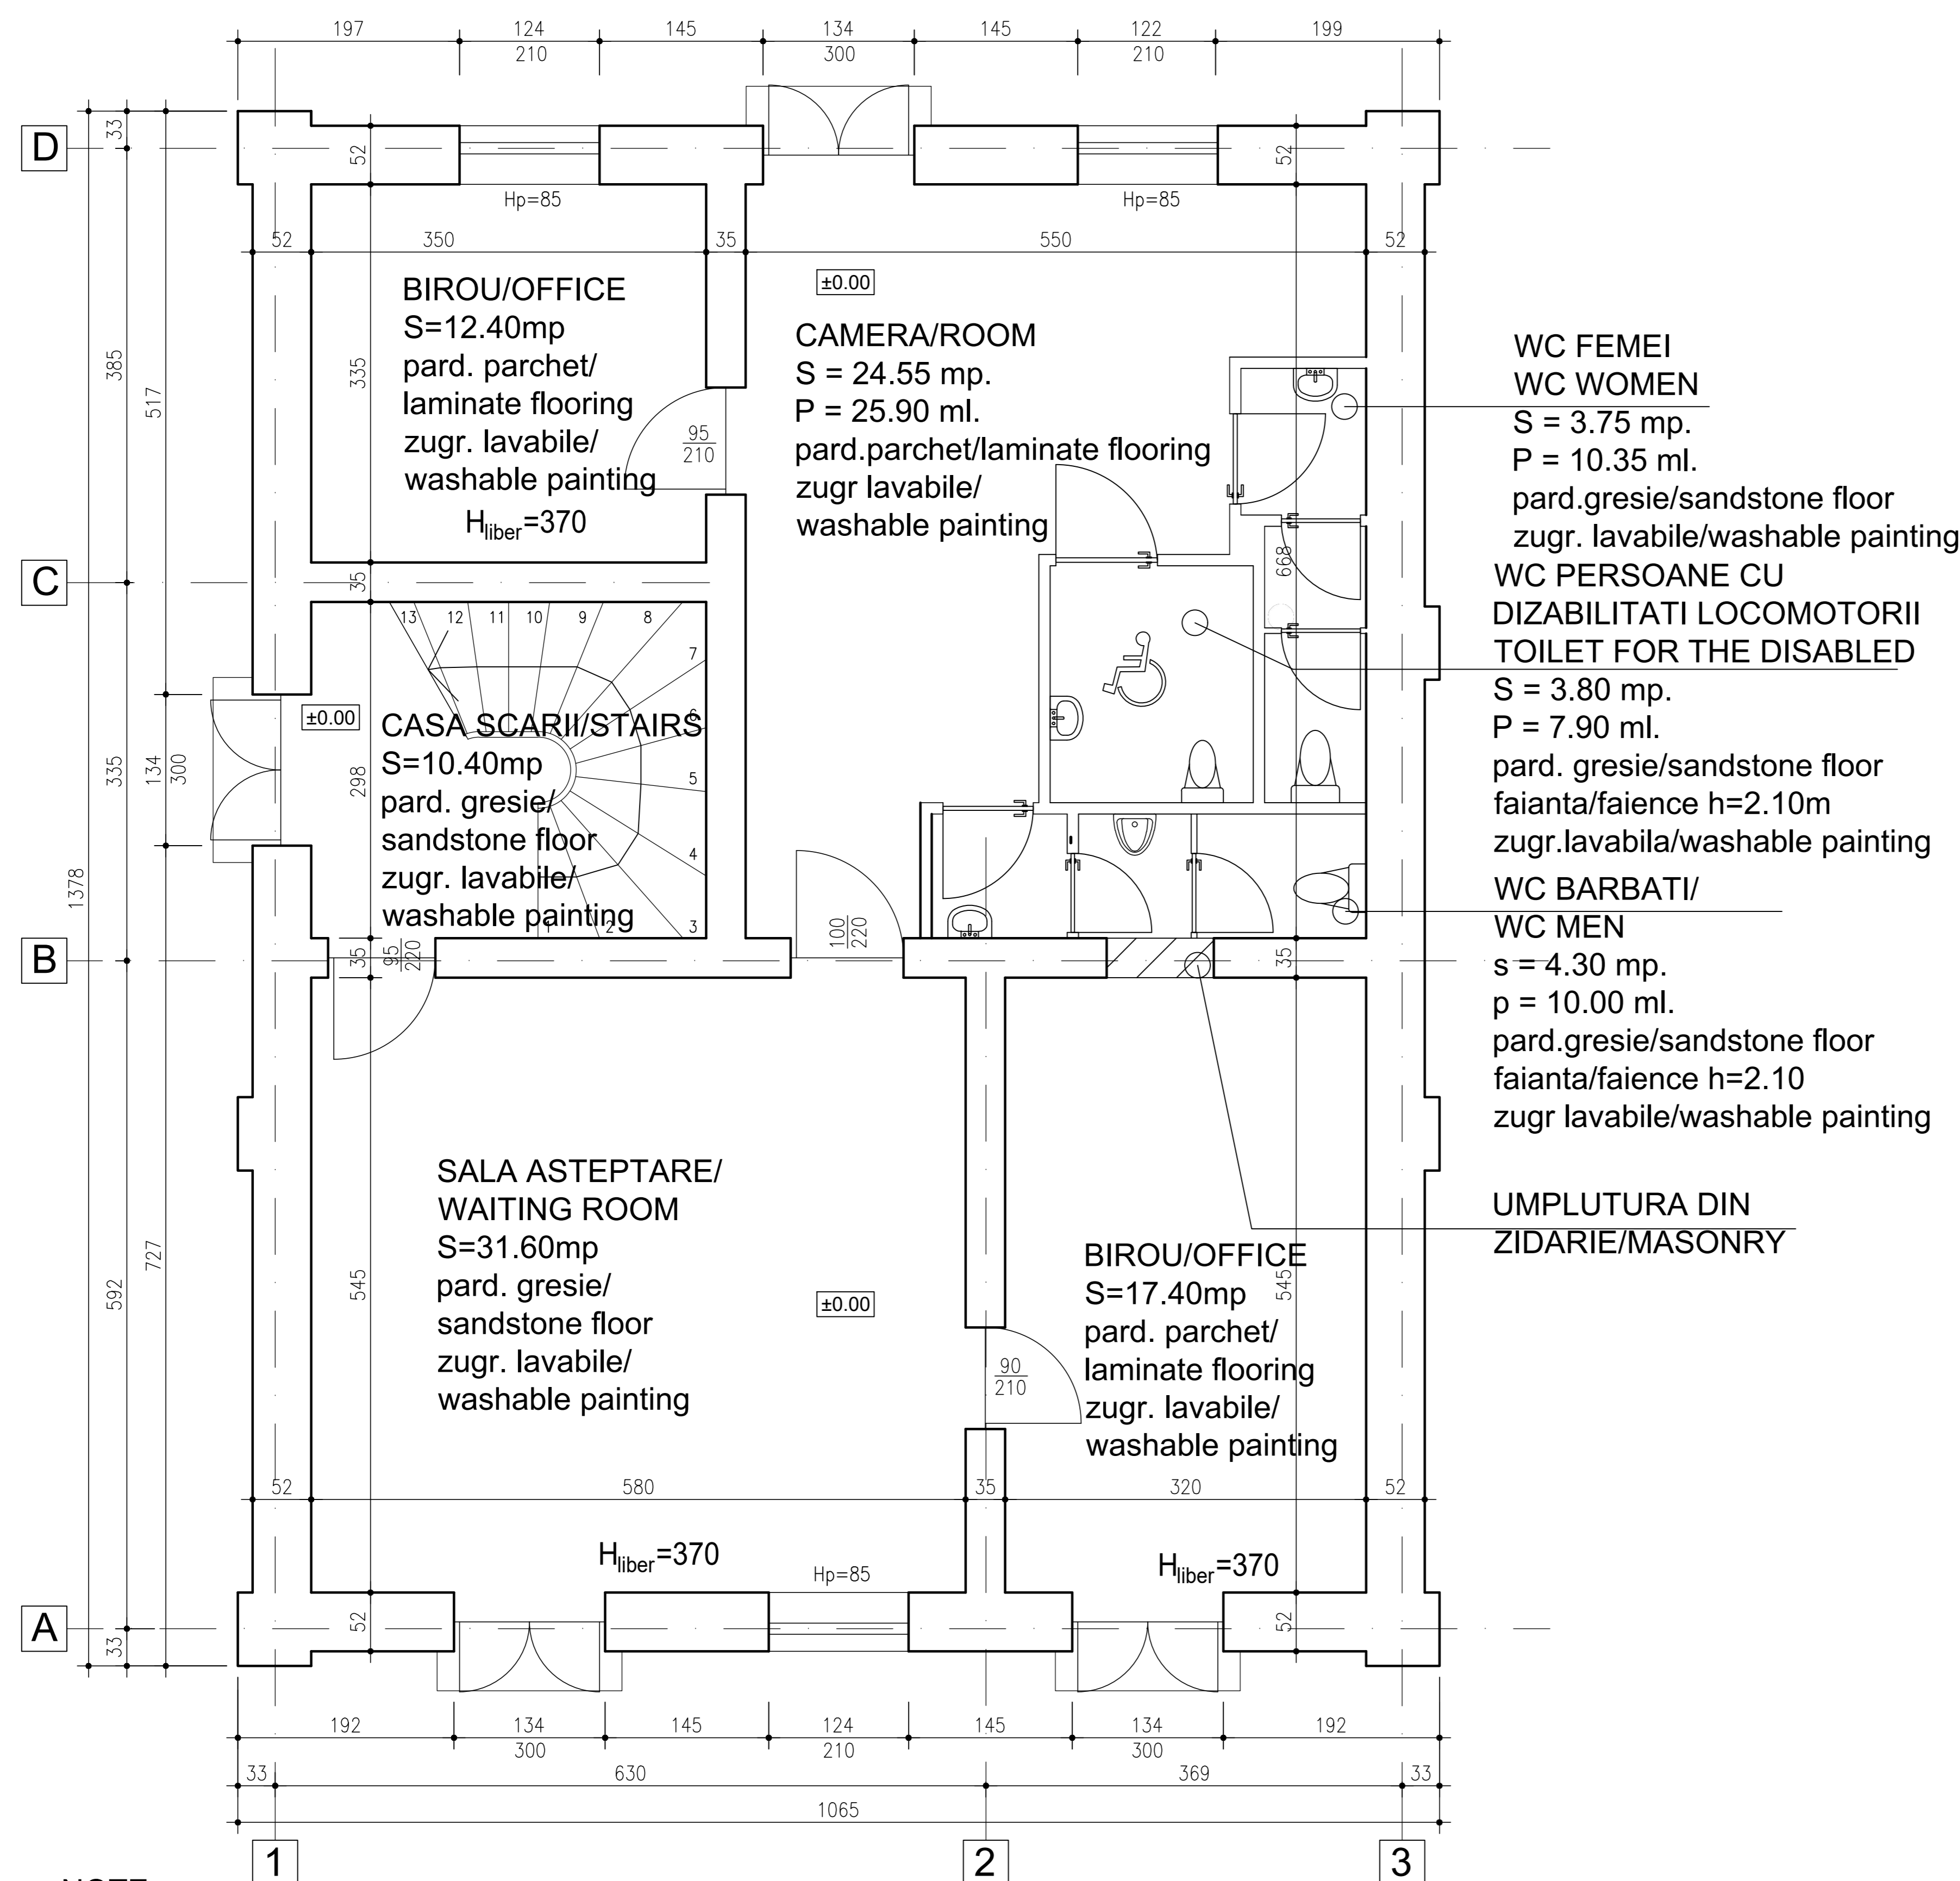 197 124 145 134 145 122 199
210 300 210
D
33
52
52
Hp=85
Hp=85
52 350 35 550 52
±0.00
BIROU/OFFICE
S=12.40mp
pard. parchet/
laminate flooring
zugr. lavabile/
washable painting
Hliber=370
95
210
CAMERA/ROOM
S = 24.55 mp.
P = 25.90 ml.
pard.parchet/laminate flooring
zugr lavabile/
washable painting
WC FEMEI
WC WOMEN
S = 3.75 mp.
P = 10.35 ml.
pard.gresie/sandstone floor
zugr. lavabile/washable painting
WC PERSOANE CU
DIZABILITATI LOCOMOTORII
TOILET FOR THE DISABLED
S = 3.80 mp.
P = 7.90 ml.
pard. gresie/sandstone floor
faianta/faience h=2.10m
zugr.lavabila/washable painting
WC BARBATI/
WC MEN
s = 4.30 mp.
p = 10.00 ml.
pard.gresie/sandstone floor
faianta/faience h=2.10
zugr lavabile/washable painting
UMPLUTURA DIN
ZIDARIE/MASONRY
385
517
335
668
C
35
13 12 11 10 9 8
7
6
5
4
3
2
1
±0.00
CASA SCARII/STAIRS
S=10.40mp
pard. gresie/
sandstone floor
zugr. lavabile/
washable painting
335
134
300
298
1378
B
35
95
220
100
220
35
SALA ASTEPTARE/
WAITING ROOM
S=31.60mp
pard. gresie/
sandstone floor
zugr. lavabile/
washable painting
±0.00
BIROU/OFFICE
S=17.40mp
pard. parchet/
laminate flooring
zugr. lavabile/
washable painting
90
210
592
727
545
545
52 580 35 320 52
Hliber=370
Hp=85
Hliber=370
A
33
52
52
192 134 145 124 145 134 192
300 210 300
33 630 369 33
1065
1 2 3